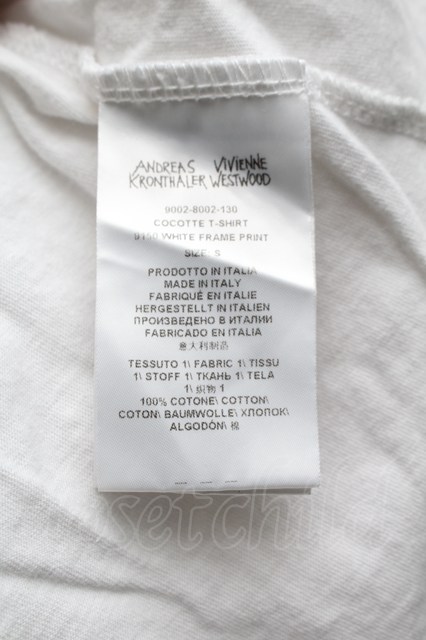 ANDREAS VIVIENNE
KRONTHALER WESTWOOD
9002-8002-130
COCOTTE T-SHIRT
0150 WHITE FRAME PRINT
SIZE S
PRODOTTO IN ITALIA
MADE IN ITALY
FABRIQUÉ EN ITALIE
HERGESTELLT IN ITALIEN
ПРОИЗВЕДЕНО В ИТАЛИИ
FABRICADO EN ITALIA
意大利制品
TESSUTO 1\ FABRIC 1\ TISSU
1\ STOFF 1\ ТКАНЬ 1\ TELA
1\ 织物 1
100% COTONE\ COTTON\
COTON\ BAUMWOLLE\ ХЛОПОК\
ALGODÓN\ 棉